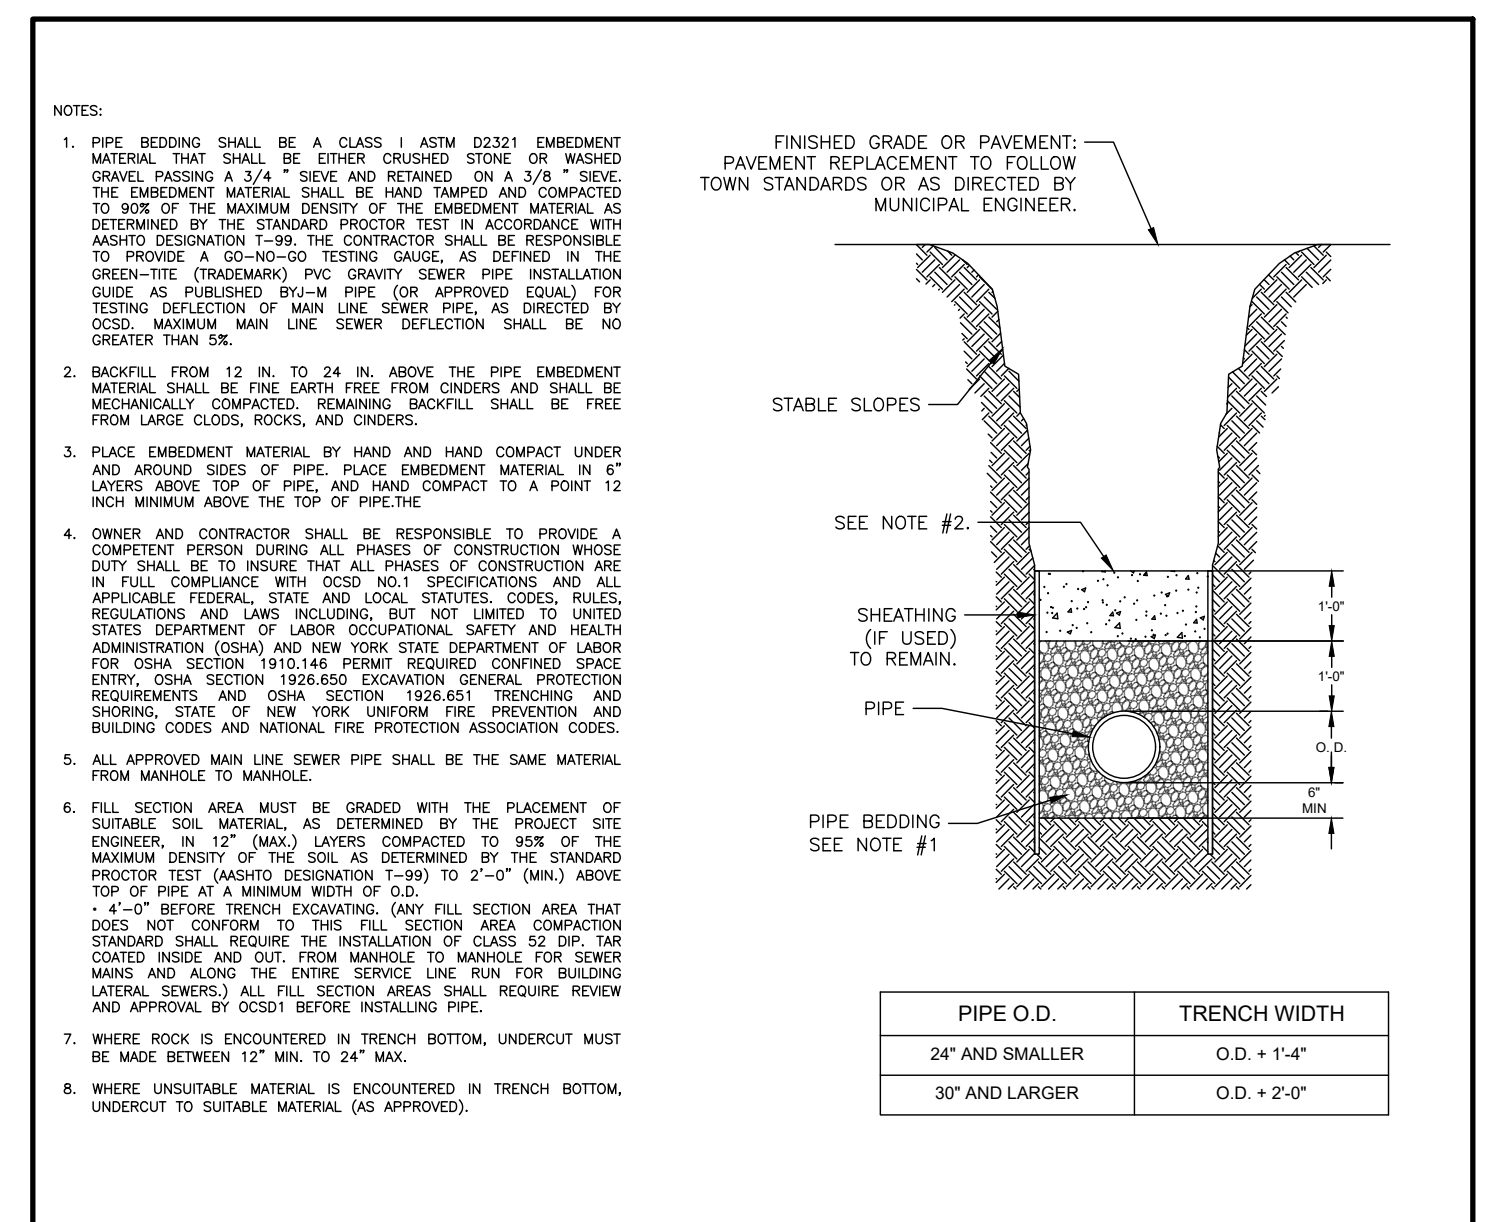 NOTES:
1. PIPE BEDDING SHALL BE A CLASS I ASTM D2321 EMBEDMENT
MATERIAL THAT SHALL BE EITHER CRUSHED STONE OR WASHED
GRAVEL PASSING A 3/4 " SIEVE AND RETAINED ON A 3/8 " SIEVE.
THE EMBEDMENT MATERIAL SHALL BE HAND TAMPED AND COMPACTED
TO 90% OF THE MAXIMUM DENSITY OF THE EMBEDMENT MATERIAL AS
DETERMINED BY THE STANDARD PROCTOR TEST IN ACCORDANCE WITH
AASHTO DESIGNATION T-99. THE CONTRACTOR SHALL BE RESPONSIBLE
TO PROVIDE A GO-NO-GO TESTING GAUGE, AS DEFINED IN THE
GREEN-TITE (TRADEMARK) PVC GRAVITY SEWER PIPE INSTALLATION
GUIDE AS PUBLISHED BYJ-M PIPE (OR APPROVED EQUAL) FOR
TESTING DEFLECTION OF MAIN LINE SEWER PIPE, AS DIRECTED BY
OCSD. MAXIMUM MAIN LINE SEWER DEFLECTION SHALL BE NO
GREATER THAN 5%.
2. BACKFILL FROM 12 IN. TO 24 IN. ABOVE THE PIPE EMBEDMENT
MATERIAL SHALL BE FINE EARTH FREE FROM CINDERS AND SHALL BE
MECHANICALLY COMPACTED. REMAINING BACKFILL SHALL BE FREE
FROM LARGE CLODS, ROCKS, AND CINDERS.
3. PLACE EMBEDMENT MATERIAL BY HAND AND HAND COMPACT UNDER
AND AROUND SIDES OF PIPE. PLACE EMBEDMENT MATERIAL IN 6"
LAYERS ABOVE TOP OF PIPE, AND HAND COMPACT TO A POINT 12
INCH MINIMUM ABOVE THE TOP OF PIPE.THE
4. OWNER AND CONTRACTOR SHALL BE RESPONSIBLE TO PROVIDE A
COMPETENT PERSON DURING ALL PHASES OF CONSTRUCTION WHOSE
DUTY SHALL BE TO INSURE THAT ALL PHASES OF CONSTRUCTION ARE
IN FULL COMPLIANCE WITH OCSD NO.1 SPECIFICATIONS AND ALL
APPLICABLE FEDERAL, STATE AND LOCAL STATUTES. CODES, RULES,
REGULATIONS AND LAWS INCLUDING, BUT NOT LIMITED TO UNITED
STATES DEPARTMENT OF LABOR OCCUPATIONAL SAFETY AND HEALTH
ADMINISTRATION (OSHA) AND NEW YORK STATE DEPARTMENT OF LABOR
FOR OSHA SECTION 1910.146 PERMIT REQUIRED CONFINED SPACE
ENTRY, OSHA SECTION 1926.650 EXCAVATION GENERAL PROTECTION
REQUIREMENTS AND OSHA SECTION 1926.651 TRENCHING AND
SHORING, STATE OF NEW YORK UNIFORM FIRE PREVENTION AND
BUILDING CODES AND NATIONAL FIRE PROTECTION ASSOCIATION CODES.
5. ALL APPROVED MAIN LINE SEWER PIPE SHALL BE THE SAME MATERIAL
FROM MANHOLE TO MANHOLE.
6. FILL SECTION AREA MUST BE GRADED WITH THE PLACEMENT OF
SUITABLE SOIL MATERIAL, AS DETERMINED BY THE PROJECT SITE
ENGINEER, IN 12" (MAX.) LAYERS COMPACTED TO 95% OF THE
MAXIMUM DENSITY OF THE SOIL AS DETERMINED BY THE STANDARD
PROCTOR TEST (AASHTO DESIGNATION T-99) TO 2'-0" (MIN.) ABOVE
TOP OF PIPE AT A MINIMUM WIDTH OF O.D.
• 4'-0" BEFORE TRENCH EXCAVATING. (ANY FILL SECTION AREA THAT
DOES NOT CONFORM TO THIS FILL SECTION AREA COMPACTION
STANDARD SHALL REQUIRE THE INSTALLATION OF CLASS 52 DIP. TAR
COATED INSIDE AND OUT. FROM MANHOLE TO MANHOLE FOR SEWER
MAINS AND ALONG THE ENTIRE SERVICE LINE RUN FOR BUILDING
LATERAL SEWERS.) ALL FILL SECTION AREAS SHALL REQUIRE REVIEW
AND APPROVAL BY OCSD1 BEFORE INSTALLING PIPE.
7. WHERE ROCK IS ENCOUNTERED IN TRENCH BOTTOM, UNDERCUT MUST
BE MADE BETWEEN 12" MIN. TO 24" MAX.
8. WHERE UNSUITABLE MATERIAL IS ENCOUNTERED IN TRENCH BOTTOM,
UNDERCUT TO SUITABLE MATERIAL (AS APPROVED).
FINISHED GRADE OR PAVEMENT:
PAVEMENT REPLACEMENT TO FOLLOW
TOWN STANDARDS OR AS DIRECTED BY
MUNICIPAL ENGINEER.
STABLE SLOPES
SEE NOTE #2.
SHEATHING
(IF USED)
TO REMAIN.
PIPE
PIPE BEDDING
SEE NOTE #1
1'-0"
1'-0"
O. D.
6"
MIN
PIPE O.D. TRENCH WIDTH
24" AND SMALLER O.D. + 1'-4"
30" AND LARGER O.D. + 2'-0"